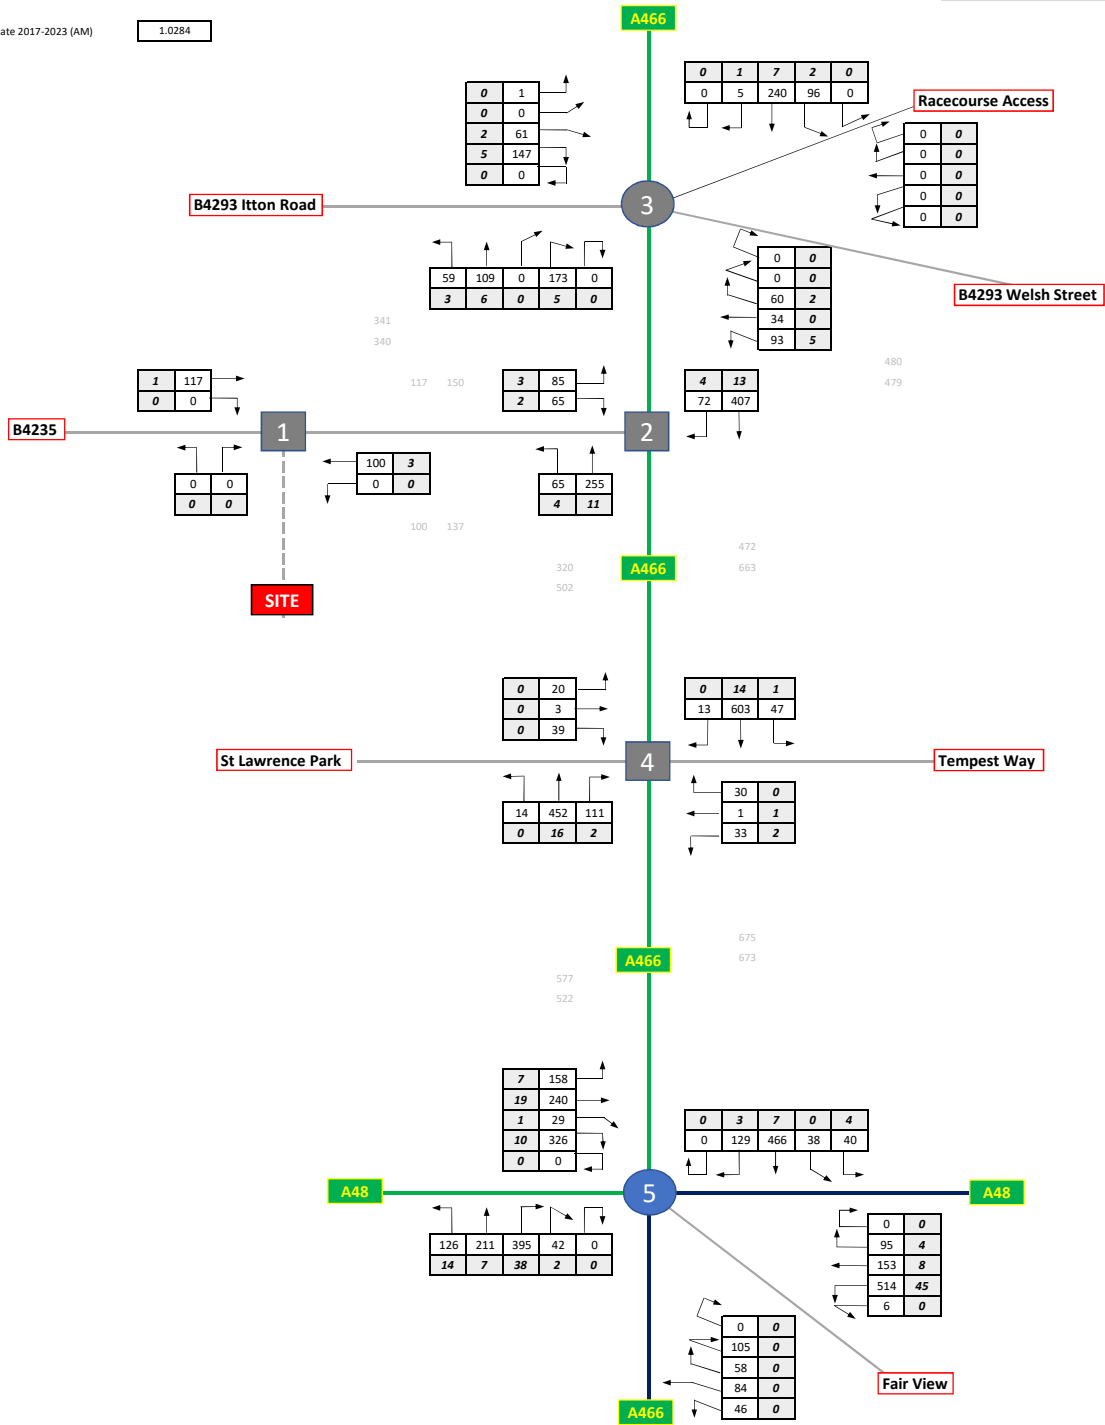 A466
ate 2017-2023 (AM) 1.0284
0 1 7 2 0
0 5 240 96 0
0 1
0 0
2 61
5 147
0 0
Racecourse Access
0 0
0 0
0 0
0 0
0 0
B4293 Itton Road
3
59 109 0 173 0
3 6 0 5 0
0 0
0 0
60 2
34 0
93 5
B4293 Welsh Street
341
340
480
479
117 150
1 117
0 0
3 85
2 65
4 13
72 407
B4235
1
2
100 3
0 0
0 0
0 0
65 255
4 11
100 137
472
663
320
502
A466
SITE
0 20
0 3
0 39
0 14 1
13 603 47
St Lawrence Park
4
Tempest Way
14 452 111
0 16 2
30 0
1 1
33 2
675
673
A466
577
522
7 158
19 240
1 29
10 326
0 0
0 3 7 0 4
0 129 466 38 40
A48
5
A48
126 211 395 42 0
14 7 38 2 0
0 0
95 4
153 8
514 45
6 0
0 0
105 0
58 0
84 0
46 0
Fair View
A466